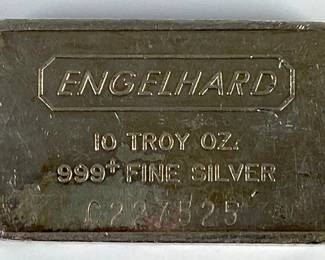 ENGELHARD
10 TROY OZ.
999+ FINE SILVER
C227525